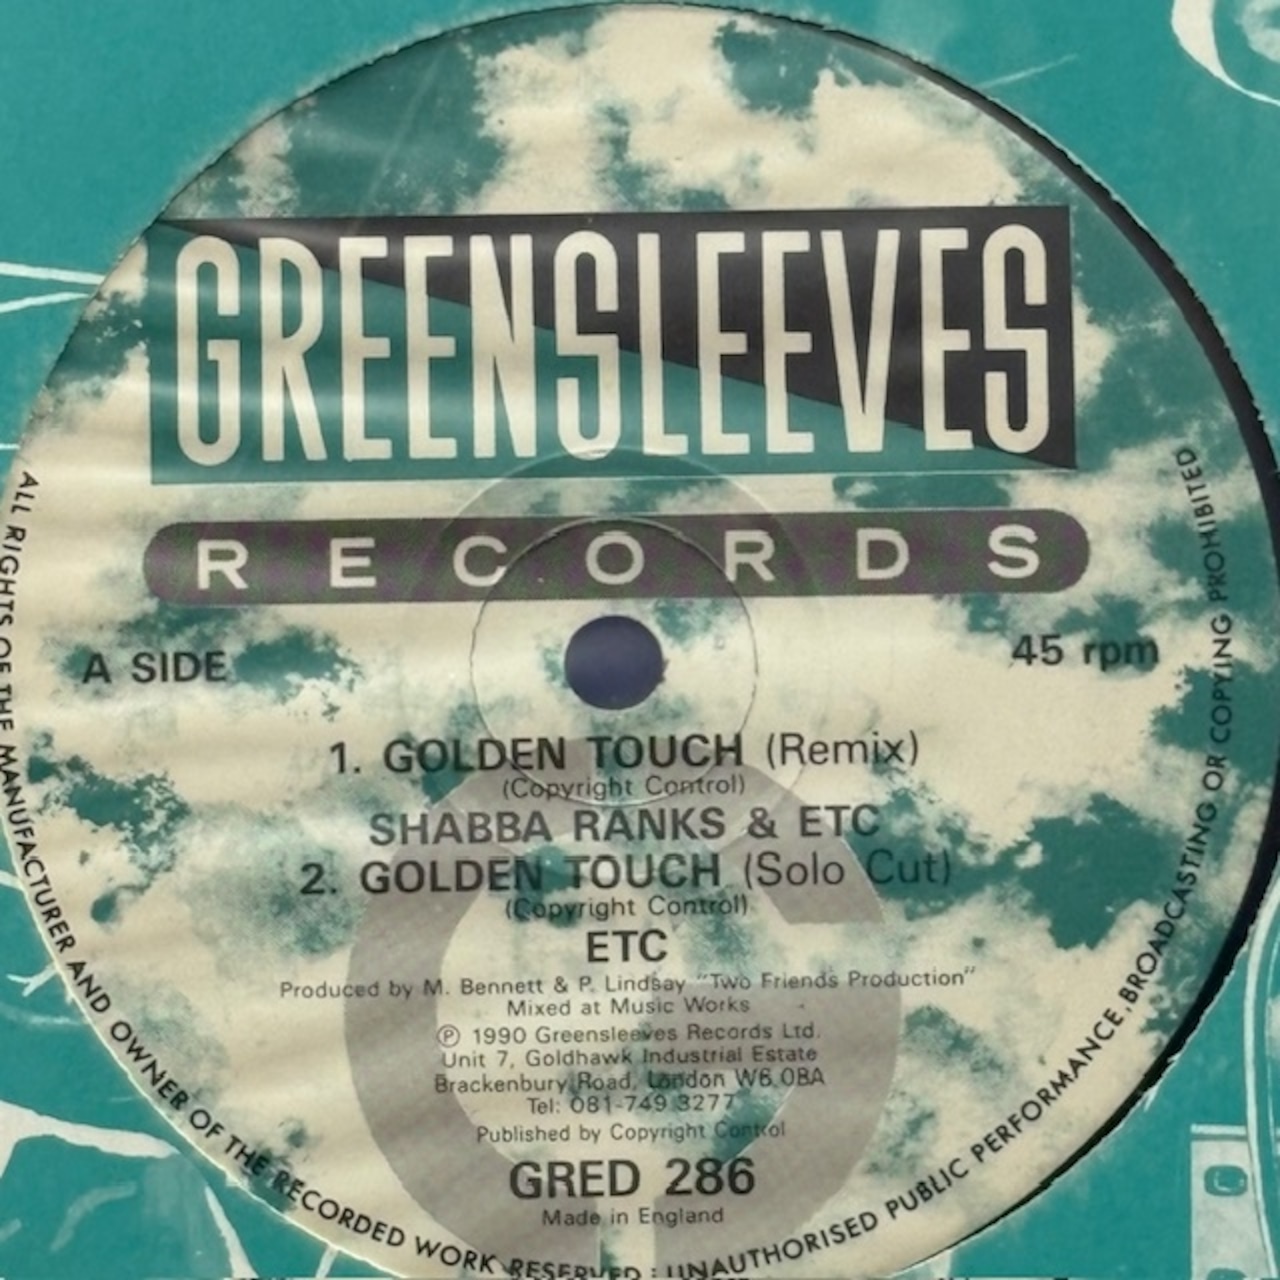 GREENSLEEVES
RECORDS
A SIDE
45 rpm
1. GOLDEN TOUCH (Remix)
(Copyright Control)
SHABBA RANKS & ETC
2. GOLDEN TOUCH (Solo Cut)
(Copyright Control)
ETC
Produced by M. Bennett & P. Lindsay "Two Friends Production"
Mixed at Music Works
℗ 1990 Greensleeves Records Ltd.
Unit 7, Goldhawk Industrial Estate
Brackenbury Road, London W6 0BA
Tel: 081-749 3277
Published by Copyright Control
GRED 286
Made in England
ALL RIGHTS OF THE MANUFACTURER AND OWNER OF THE RECORDED WORK RESERVED : UNAUTHORISED PUBLIC PERFORMANCE, BROADCASTING OR COPYING PROHIBITED